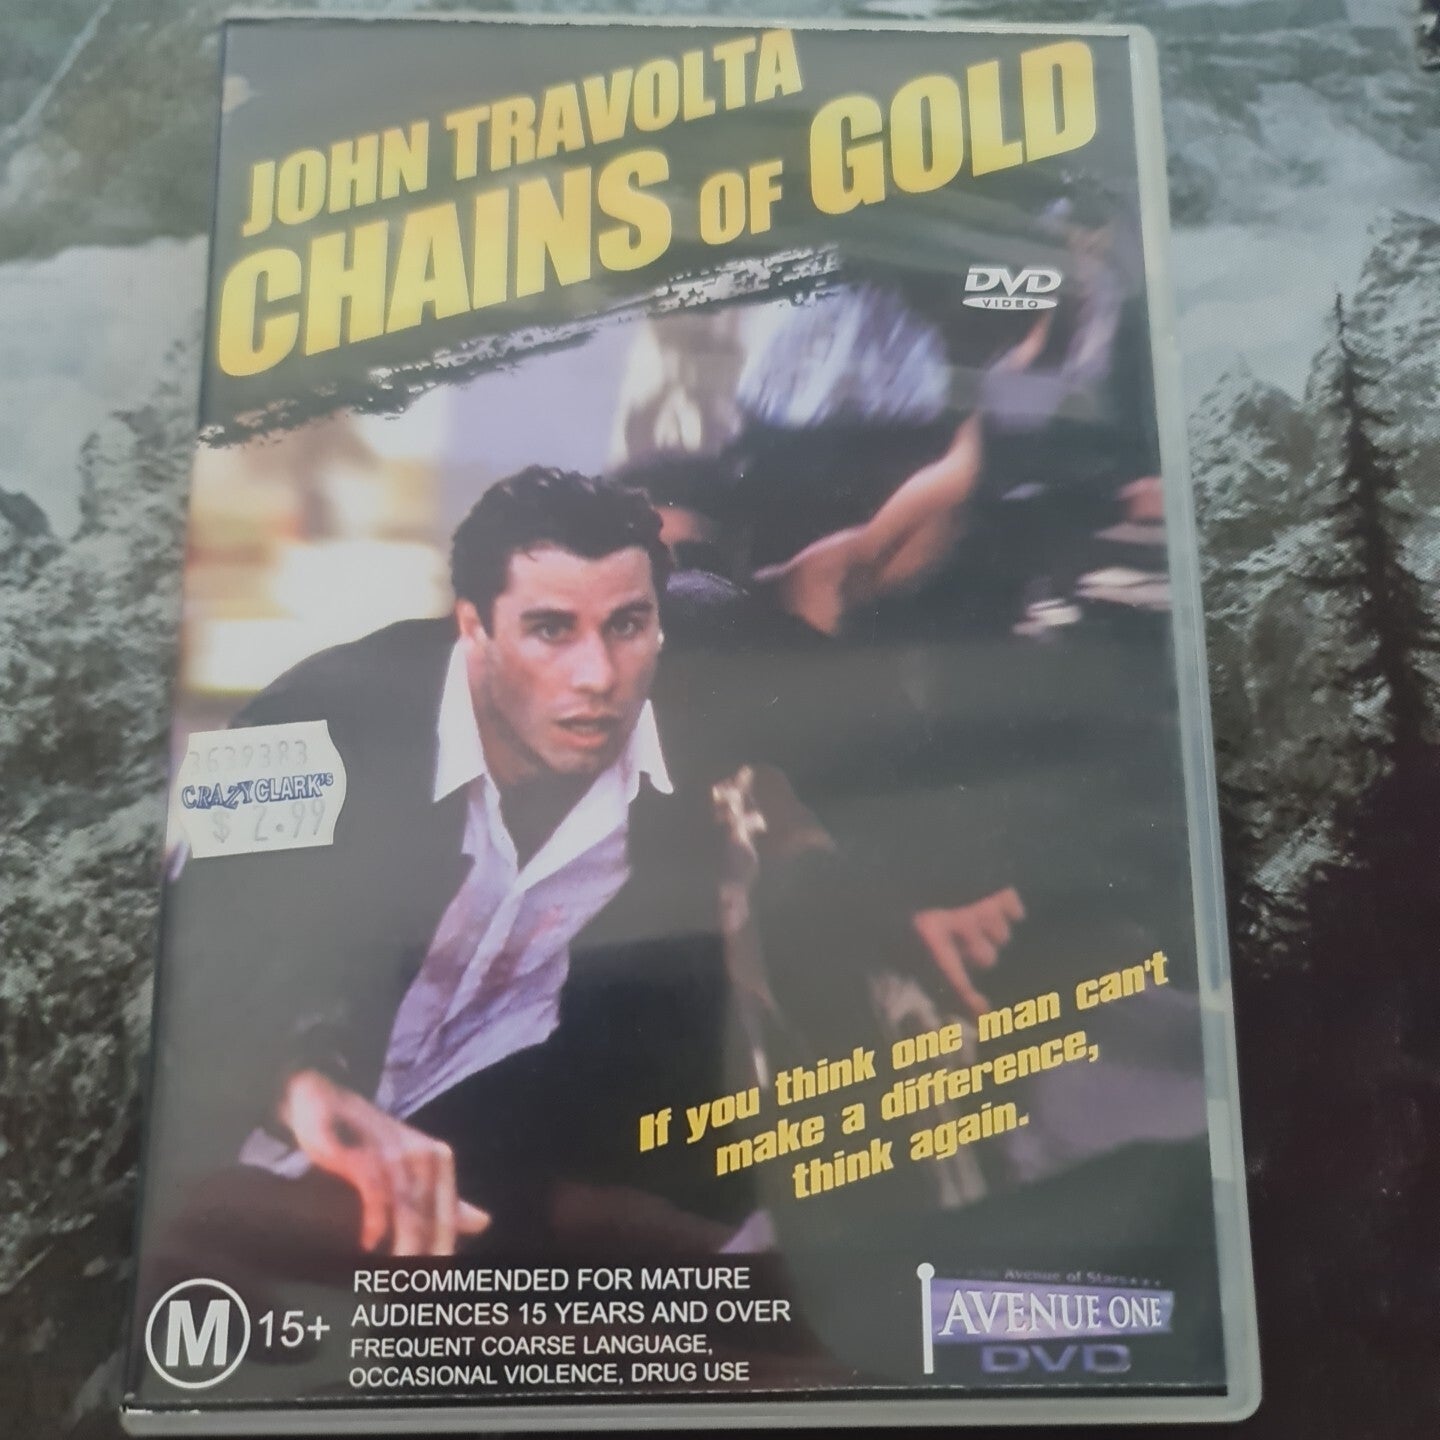 JOHN TRAVOLTA
CHAINS OF GOLD
DVD
VIDEO
3639383
CRAZY CLARK'S
$ 2.99
If you think one man can't
make a difference,
think again.
M 15+
RECOMMENDED FOR MATURE
AUDIENCES 15 YEARS AND OVER
FREQUENT COARSE LANGUAGE,
OCCASIONAL VIOLENCE, DRUG USE
Avenue of Stars
AVENUE ONE
DVD